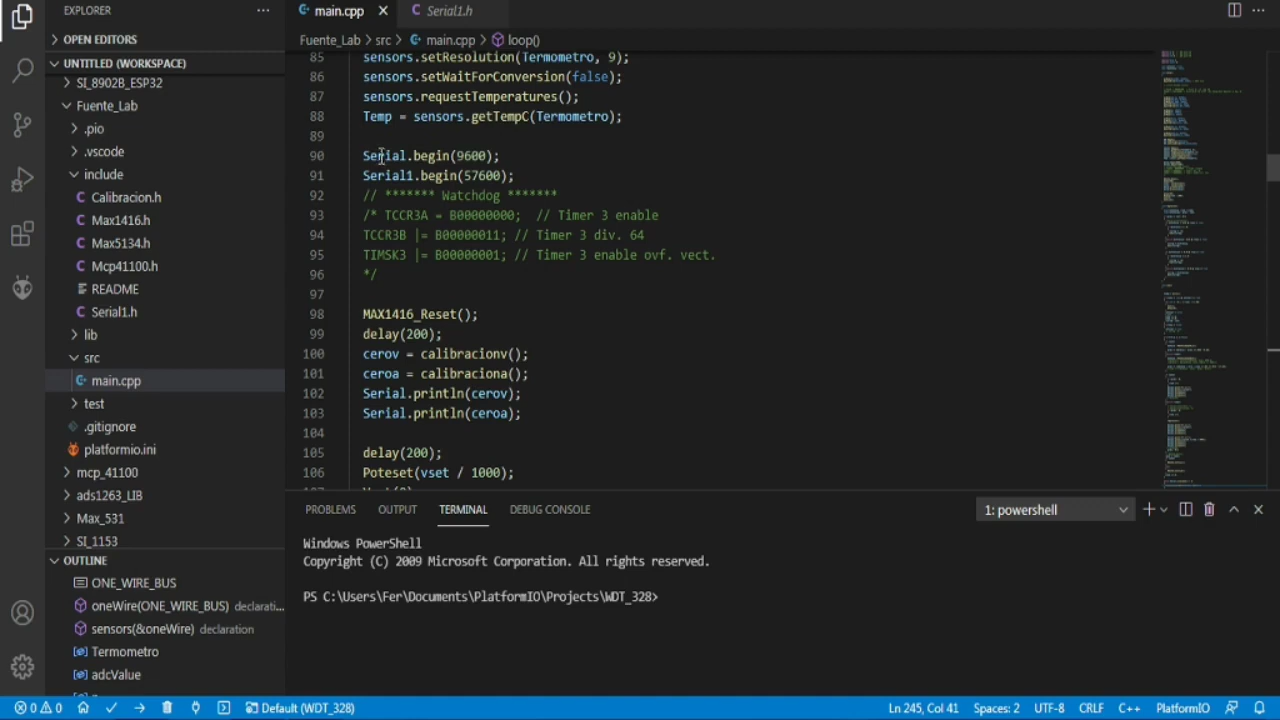 EXPLORER
OPEN EDITORS
UNTITLED (WORKSPACE)
SI_8902B_ESP32
Fuente_Lab
.pio
.vscode
include
Calibracion.h
Max1416.h
Max5134.h
Mcp41100.h
README
Serial1.h
lib
src
main.cpp
test
.gitignore
platformio.ini
mcp_41100
ads1263_LIB
Max_531
SI_1153
OUTLINE
ONE_WIRE_BUS
oneWire(ONE_WIRE_BUS) declarati...
sensors(&oneWire) declaration
Termometro
adcValue
main.cpp
Serial1.h
Fuente_Lab > src > main.cpp > loop()
85 sensors.setResolution(Termometro, 9);
86 sensors.setWaitForConversion(false);
87 sensors.requestTemperatures();
88 Temp = sensors.getTempC(Termometro);
89
90 Serial.begin(9600);
91 Serial1.begin(57600);
92 // ******* Watchdog *******
93 /* TCCR3A = B00000000; // Timer 3 enable
94 TCCR3B |= B00000011; // Timer 3 div. 64
95 TIMSK3 |= B00000001; // Timer 3 enable ovf. vect.
96 */
97
98 MAX1416_Reset();
99 delay(200);
100 cerov = calibracionv();
101 ceroa = calibraciona();
102 Serial.println(cerov);
103 Serial.println(ceroa);
104
105 delay(200);
106 Poteset(vset / 1000);
PROBLEMS OUTPUT TERMINAL DEBUG CONSOLE 1: powershell
Windows PowerShell
Copyright (C) 2009 Microsoft Corporation. All rights reserved.
PS C:\Users\Fer\Documents\PlatformIO\Projects\WDT_328>
0 0 Default (WDT_328) Ln 245, Col 41 Spaces: 2 UTF-8 CRLF C++ PlatformIO